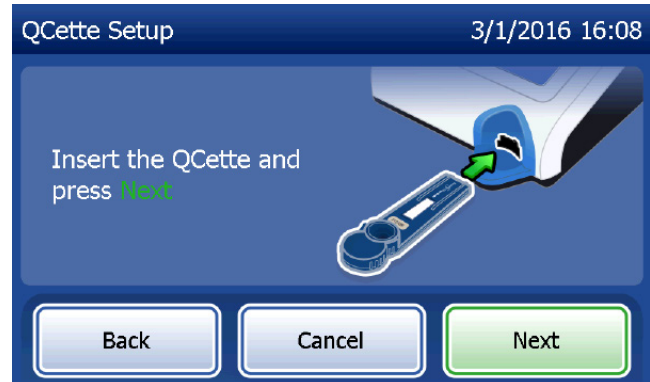 QCette Setup 3/1/2016 16:08
Insert the QCette and
press Next
Back Cancel Next